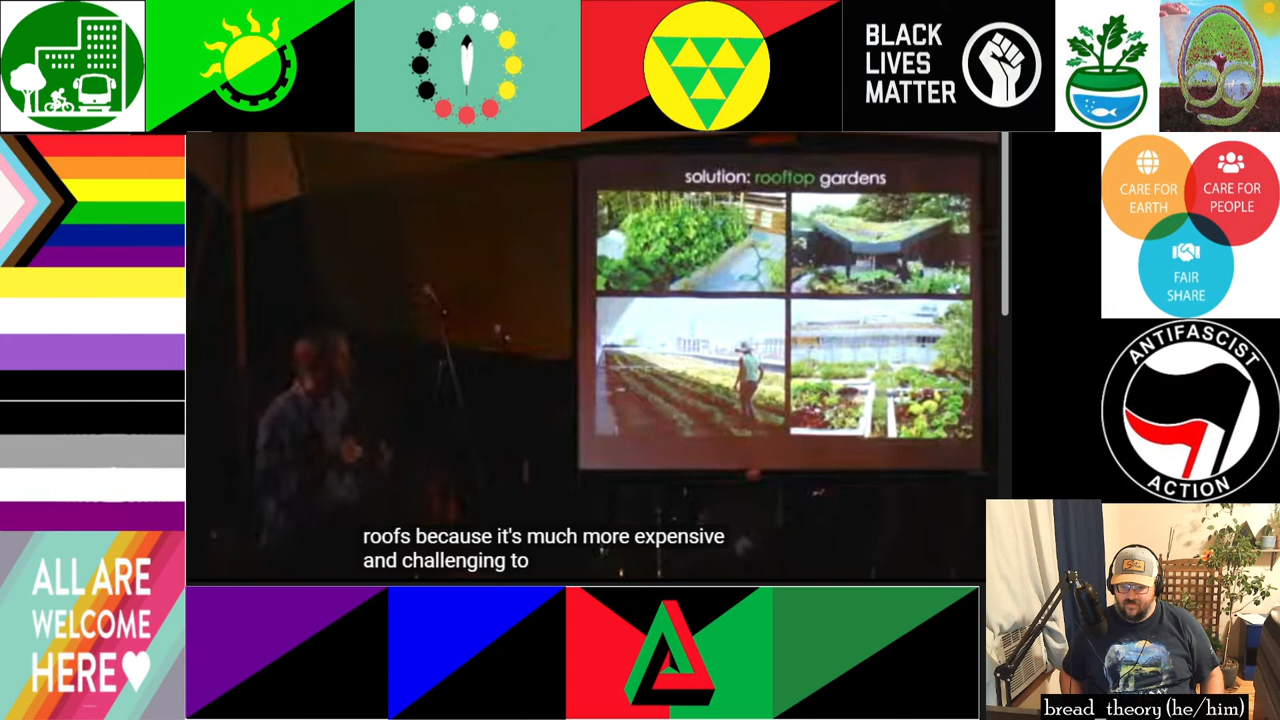 BLACK
LIVES
MATTER
solution: rooftop gardens
CARE FOR
EARTH
CARE FOR
PEOPLE
FAIR
SHARE
ANTIFASCIST
ACTION
roofs because it's much more expensive
and challenging to
ALL ARE
WELCOME
HERE
bread_theory (he/him)